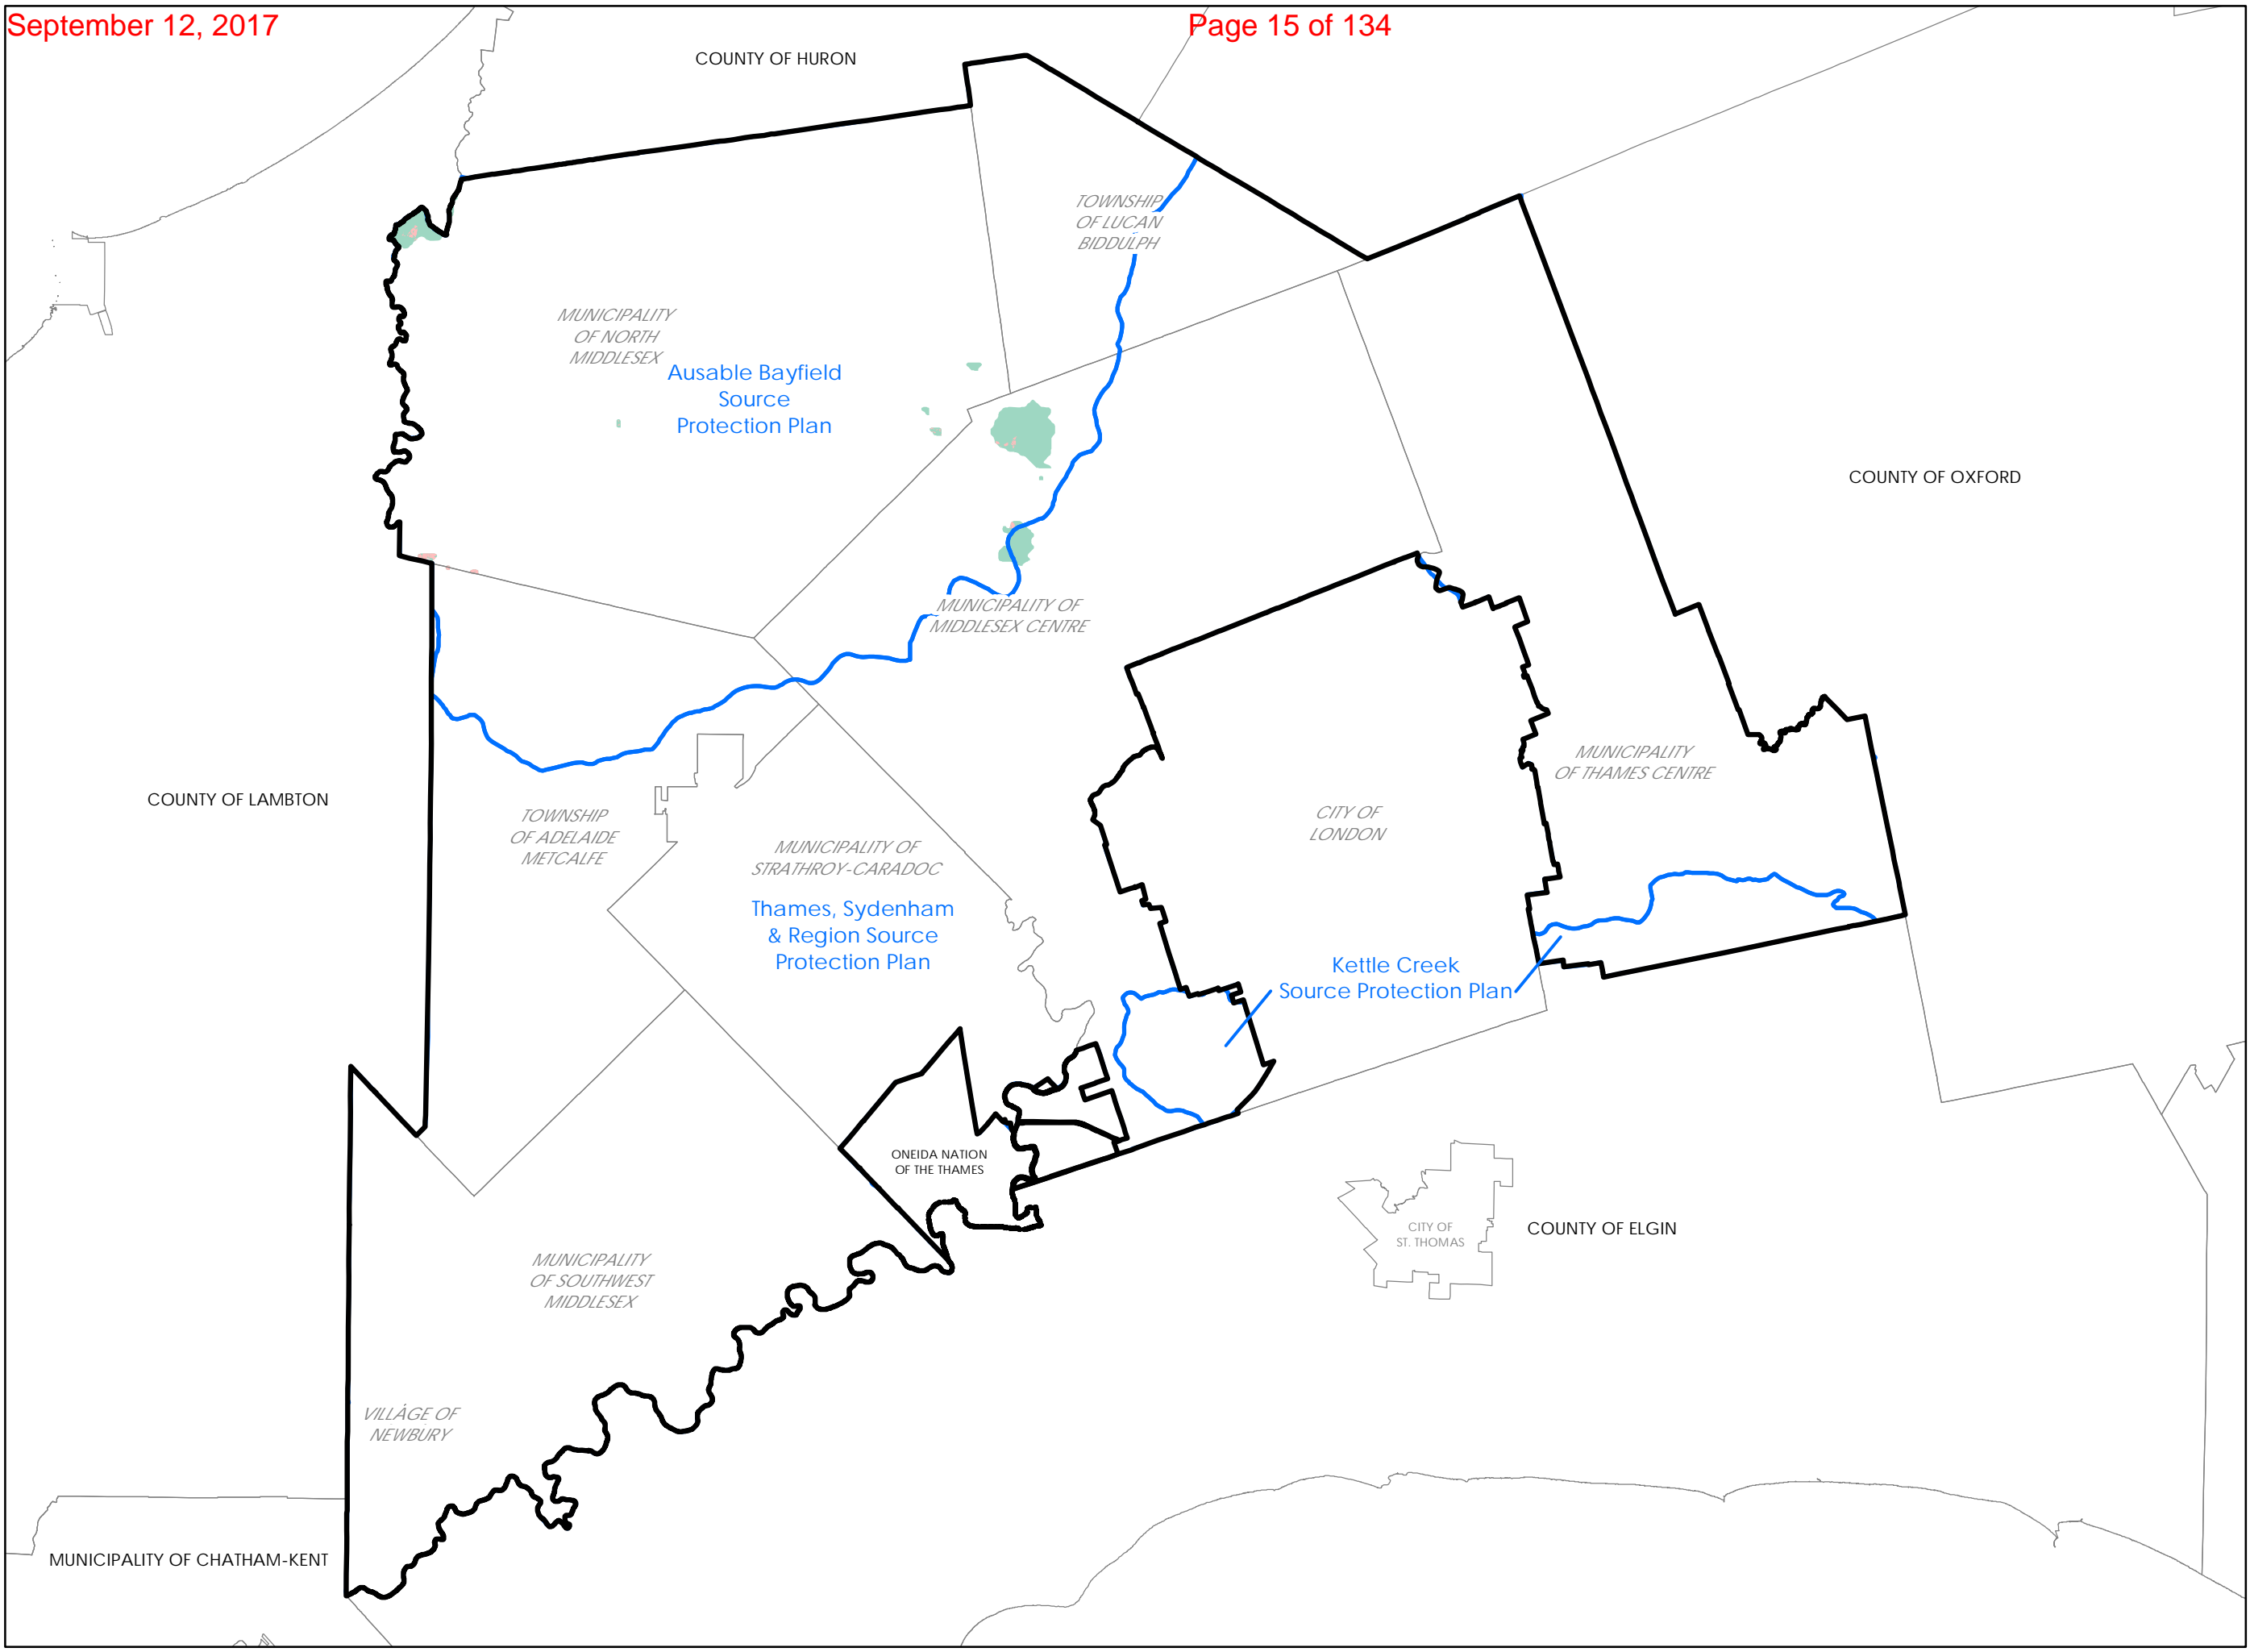 September 12, 2017
Page 15 of 134
COUNTY OF HURON
TOWNSHIP
OF LUCAN
BIDDULPH
MUNICIPALITY
OF NORTH
MIDDLESEX
Ausable Bayfield
Source
Protection Plan
COUNTY OF OXFORD
MUNICIPALITY OF
MIDDLESEX CENTRE
MUNICIPALITY
OF THAMES CENTRE
COUNTY OF LAMBTON
TOWNSHIP
OF ADELAIDE
METCALFE
CITY OF
LONDON
MUNICIPALITY OF
STRATHROY-CARADOC
Thames, Sydenham
& Region Source
Protection Plan
Kettle Creek
Source Protection Plan
ONEIDA NATION
OF THE THAMES
CITY OF
ST. THOMAS
COUNTY OF ELGIN
MUNICIPALITY
OF SOUTHWEST
MIDDLESEX
VILLAGE OF
NEWBURY
MUNICIPALITY OF CHATHAM-KENT